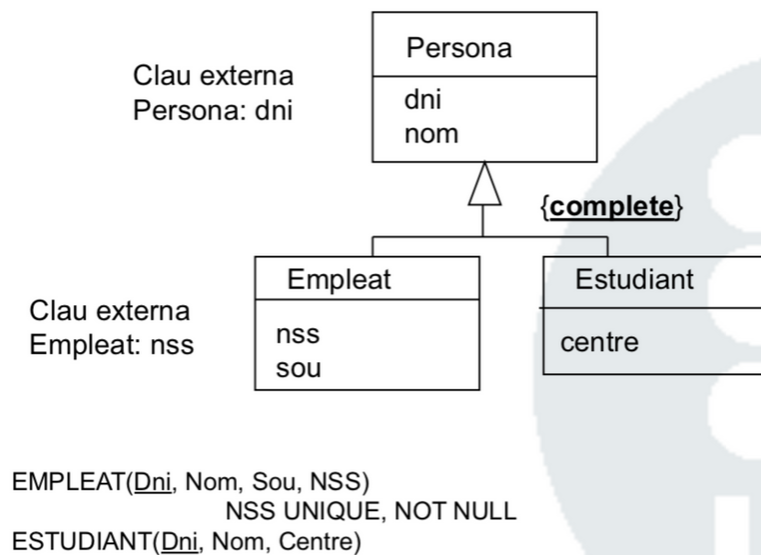 Persona
Clau externa
Persona: dni
dni
nom
{complete}
Empleat
Estudiant
Clau externa
Empleat: nss
nss
sou
centre
EMPLEAT(Dni, Nom, Sou, NSS)
NSS UNIQUE, NOT NULL
ESTUDIANT(Dni, Nom, Centre)